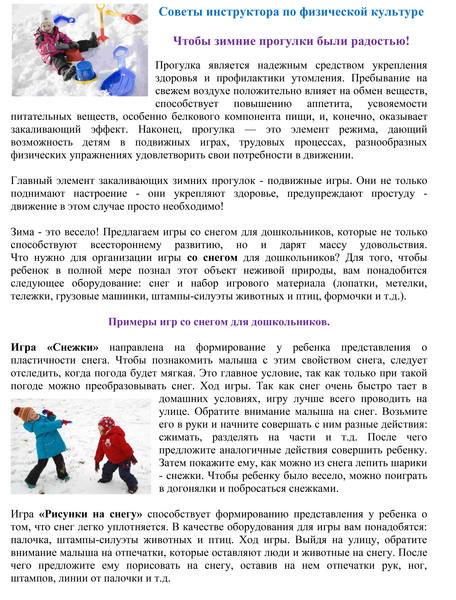 Советы инструктора по физической культуре
Чтобы зимние прогулки были радостью!
Прогулка является надежным средством укрепления
здоровья и профилактики утомления. Пребывание на
свежем воздухе положительно влияет на обмен веществ,
способствует повышению аппетита, усвояемости
питательных веществ, особенно белкового компонента пищи, и, конечно, оказывает
закаливающий эффект. Наконец, прогулка — это элемент режима, дающий
возможность детям в подвижных играх, трудовых процессах, разнообразных
физических упражнениях удовлетворить свои потребности в движении.
Главный элемент закаливающих зимних прогулок - подвижные игры. Они не только
поднимают настроение - они укрепляют здоровье, предупреждают простуду -
движение в этом случае просто необходимо!
Зима - это весело! Предлагаем игры со снегом для дошкольников, которые не только
способствуют всестороннему развитию, но и дарят массу удовольствия.
Что нужно для организации игры со снегом для дошкольников? Для того, чтобы
ребенок в полной мере познал этот объект неживой природы, вам понадобится
следующее оборудование: снег и набор игрового материала (лопатки, метелки,
тележки, грузовые машинки, штампы-силуэты животных и птиц, формочки и т.д.).
Примеры игр со снегом для дошкольников.
Игра «Снежки» направлена на формирование у ребенка представления о
пластичности снега. Чтобы познакомить малыша с этим свойством снега, следует
отследить, когда погода будет мягкая. Это главное условие, так как только при такой
погоде можно преобразовывать снег. Ход игры. Так как снег очень быстро тает в
домашних условиях, игру лучше всего проводить на
улице. Обратите внимание малыша на снег. Возьмите
его в руки и начните совершать с ним разные действия:
сжимать, разделять на части и т.д. После чего
предложите аналогичные действия совершить ребенку.
Затем покажите ему, как можно из снега лепить шарики
- снежки. Чтобы ребенку было весело, можно поиграть
в догонялки и побросаться снежками.
Игра «Рисунки на снегу» способствует формированию представления у ребенка о
том, что снег легко уплотняется. В качестве оборудования для игры вам понадобятся:
палочка, штампы-силуэты животных и птиц. Ход игры. Выйдя на улицу, обратите
внимание малыша на отпечатки, которые оставляют люди и животные на снегу. После
чего предложите ему порисовать на снегу, оставив на нем отпечатки рук, ног,
штампов, линии от палочки и т.д.